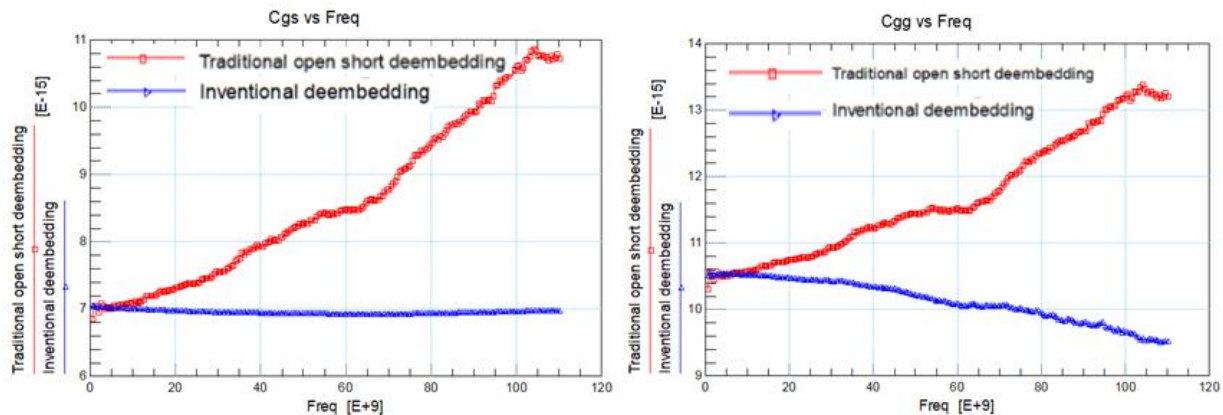 Cgs vs Freq
Traditional open short deembedding
Inventional deembedding
[E-15]
Traditional open short deembedding
Inventional deembedding
11
10
9
8
7
6
0
20
40
60
80
100
120
Freq [E+9]
Cgg vs Freq
Traditional open short deembedding
Inventional deembedding
[E-15]
Traditional open short deembedding
Inventional deembedding
14
13
12
11
10
9
0
20
40
60
80
100
120
Freq [E+9]